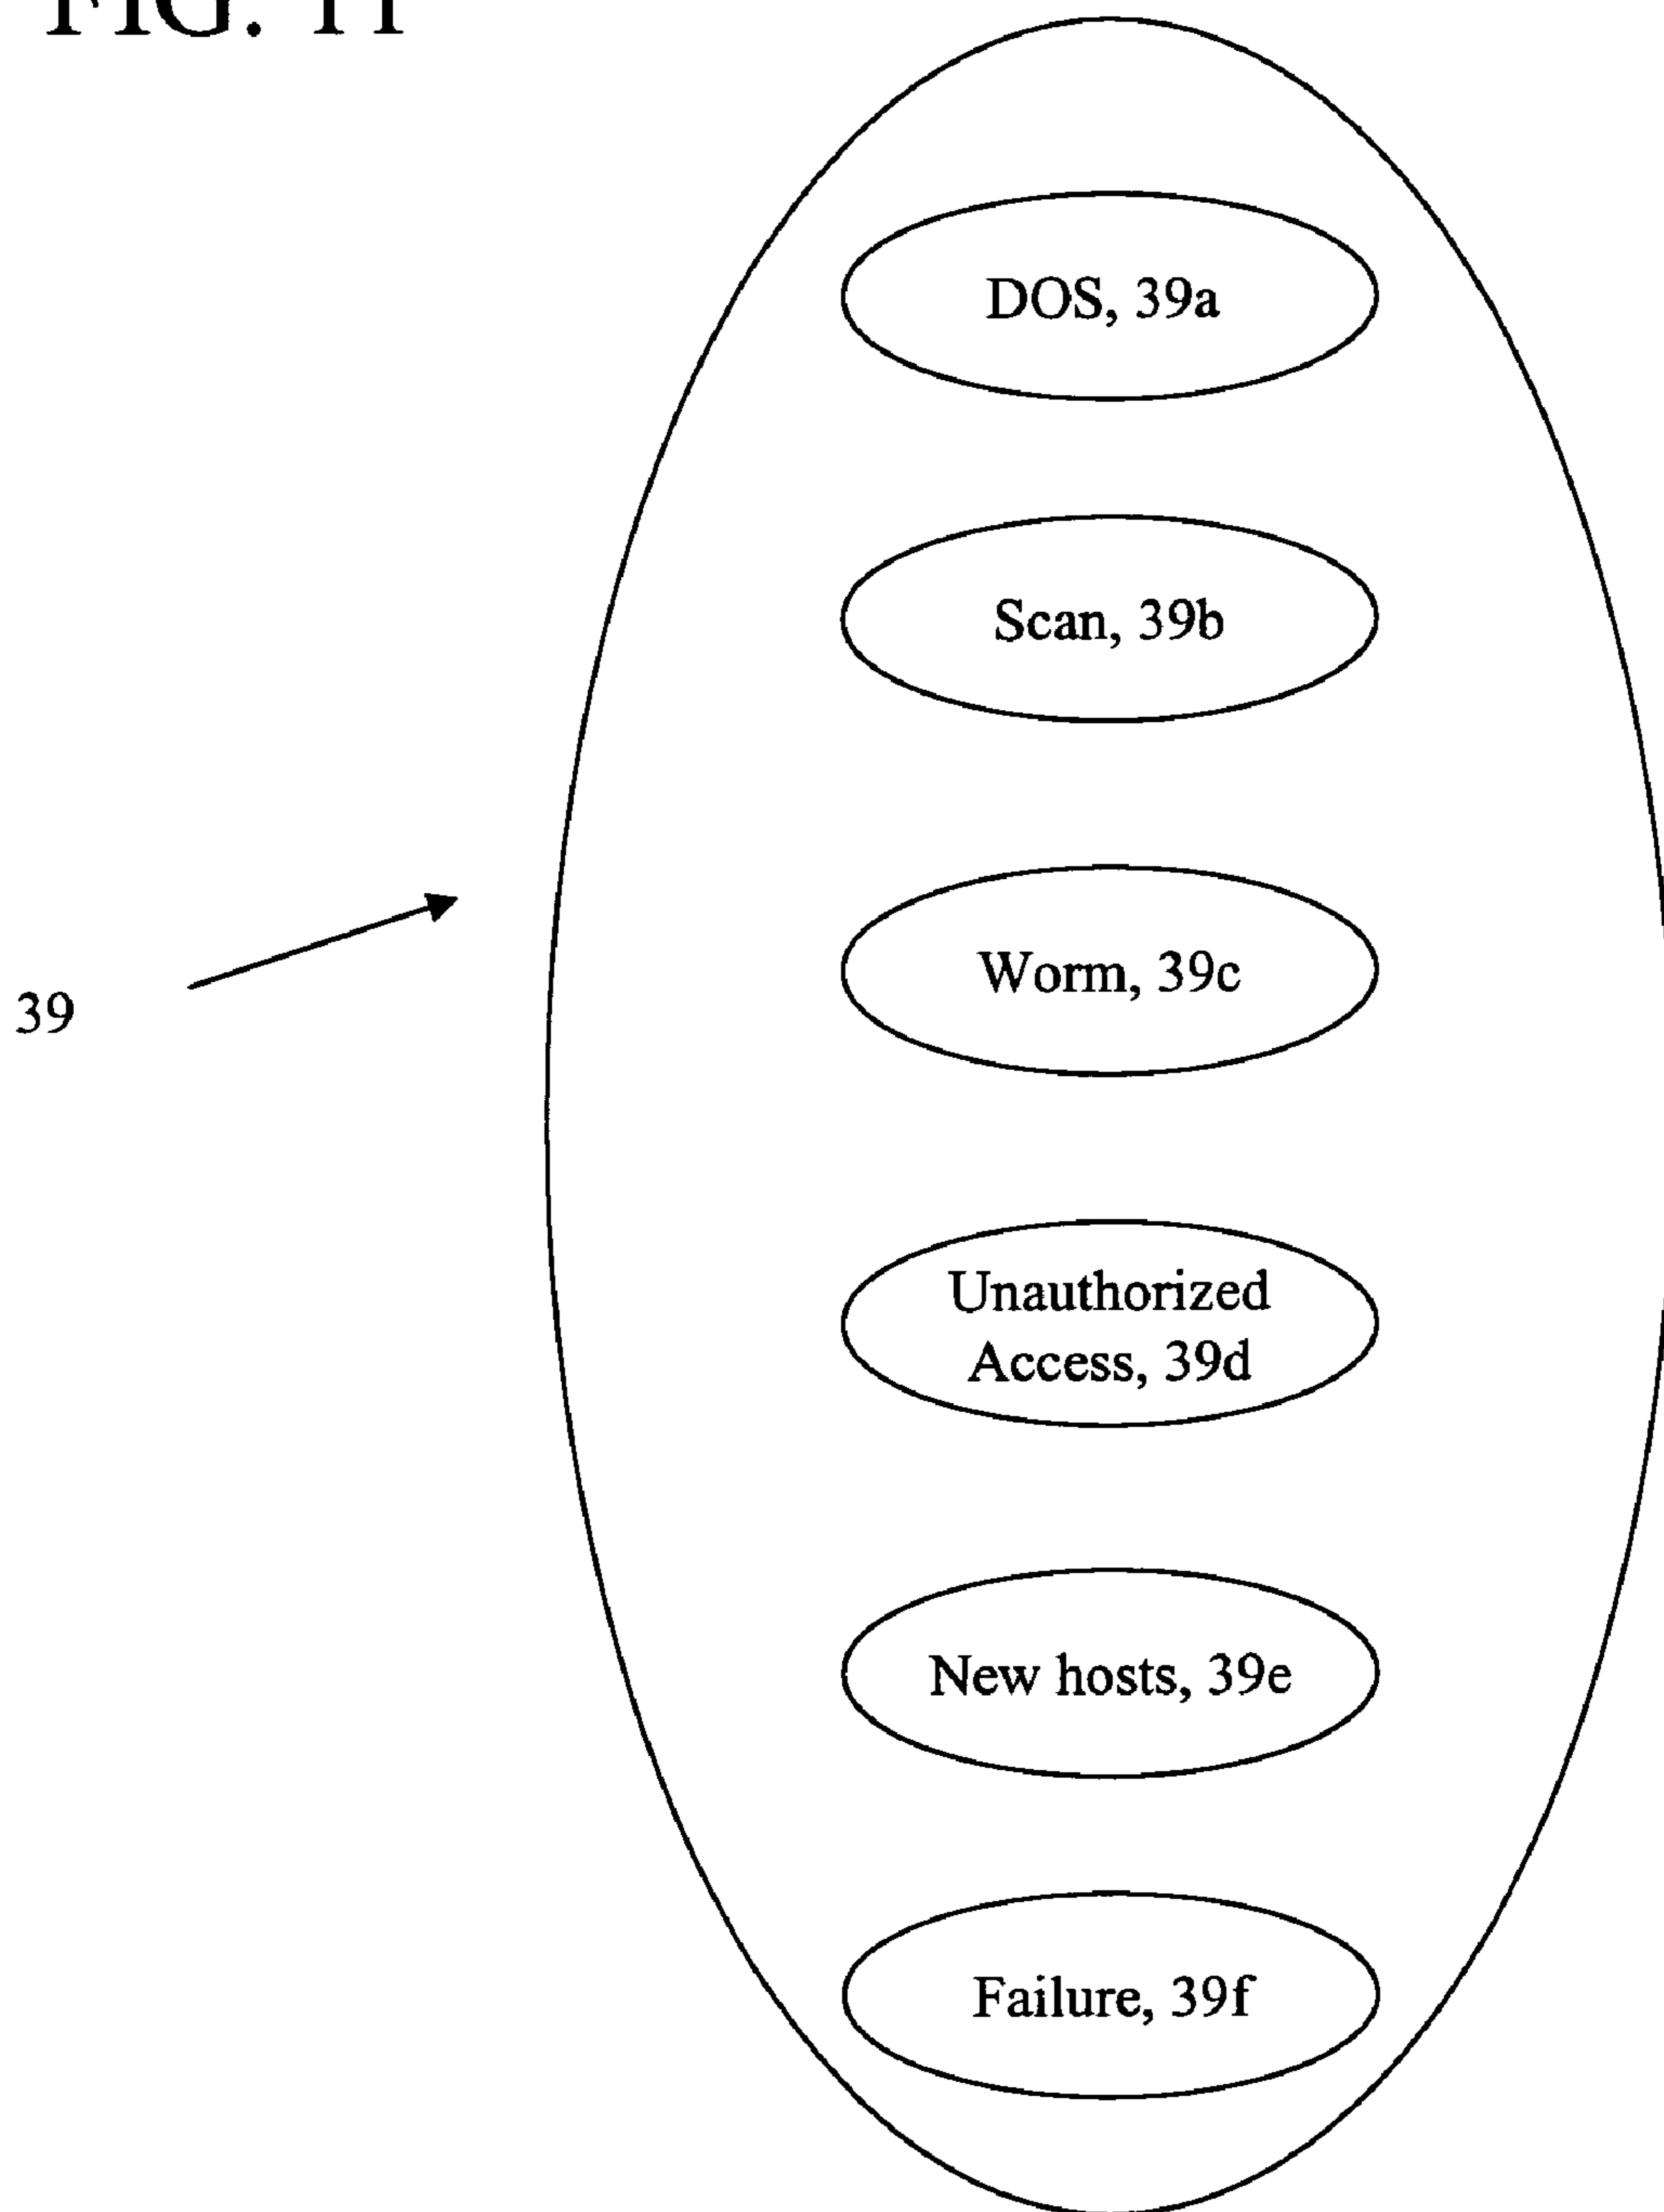 FIG. 11
DOS, 39a
Scan, 39b
Worm, 39c
39
Unauthorized
Access, 39d
New hosts, 39e
Failure, 39f